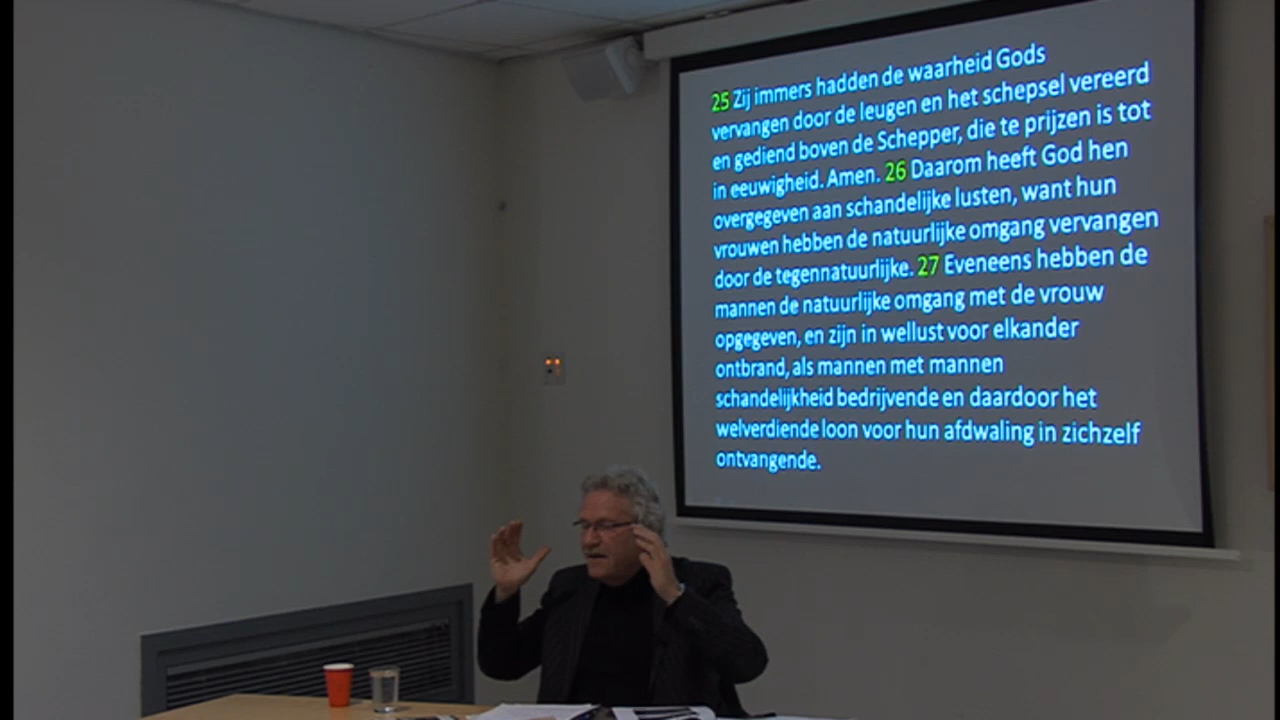 25 Zij immers hadden de waarheid Gods
vervangen door de leugen en het schepsel vereerd
en gediend boven de Schepper, die te prijzen is tot
in eeuwigheid. Amen. 26 Daarom heeft God hen
overgegeven aan schandelijke lusten, want hun
vrouwen hebben de natuurlijke omgang vervangen
door de tegennatuurlijke. 27 Eveneens hebben de
mannen de natuurlijke omgang met de vrouw
opgegeven, en zijn in wellust voor elkander
ontbrand, als mannen met mannen
schandelijkheid bedrijvende en daardoor het
welverdiende loon voor hun afdwaling in zichzelf
ontvangende.